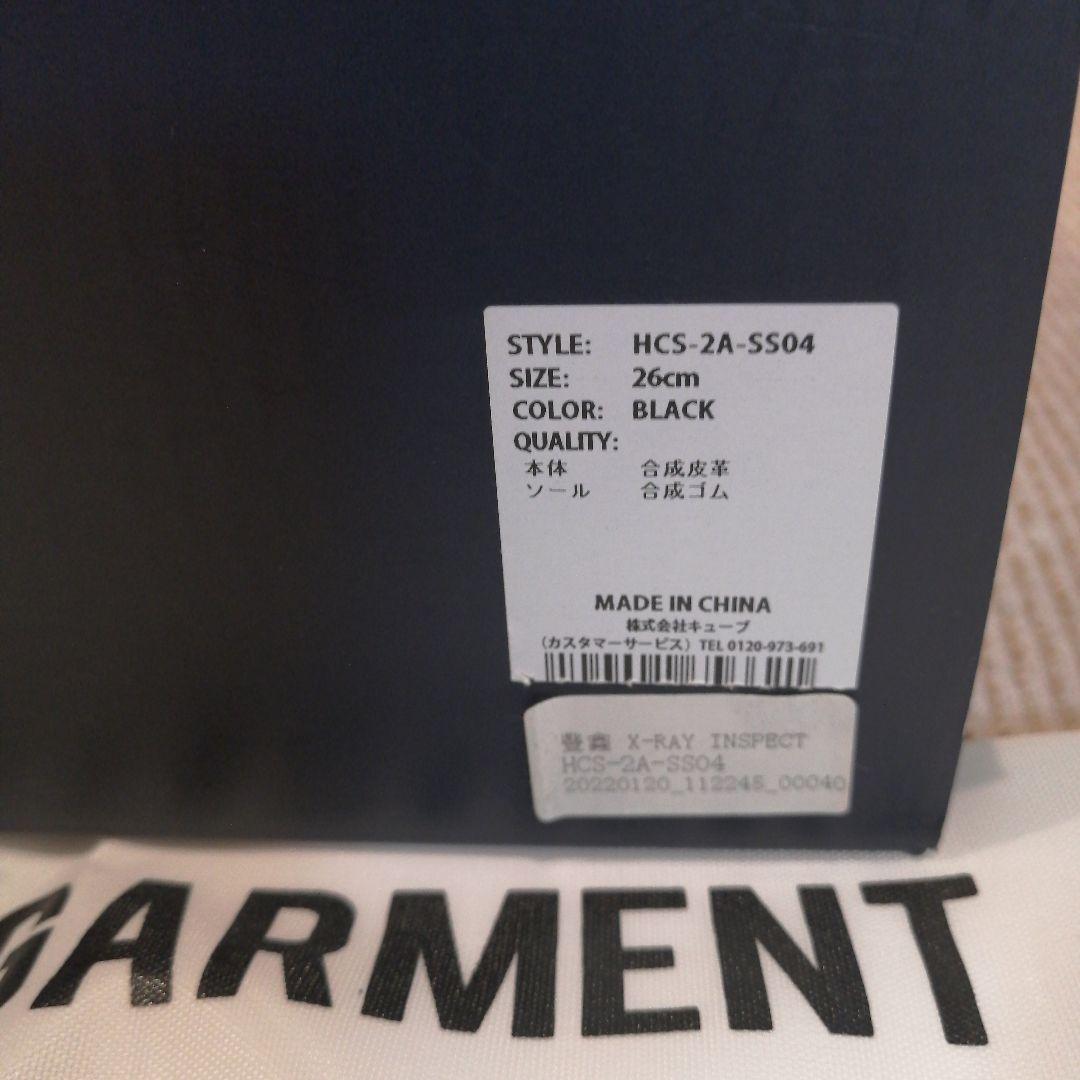 STYLE: HCS-2A-SS04
SIZE: 26cm
COLOR: BLACK
QUALITY:
本体 合成皮革
ソール 合成ゴム
MADE IN CHINA
株式会社キューブ
（カスタマーサービス）TEL 0120-973-691
登鑫 X-RAY INSPECT
HCS-2A-SS04
20220120_112245_00040
GARMENT